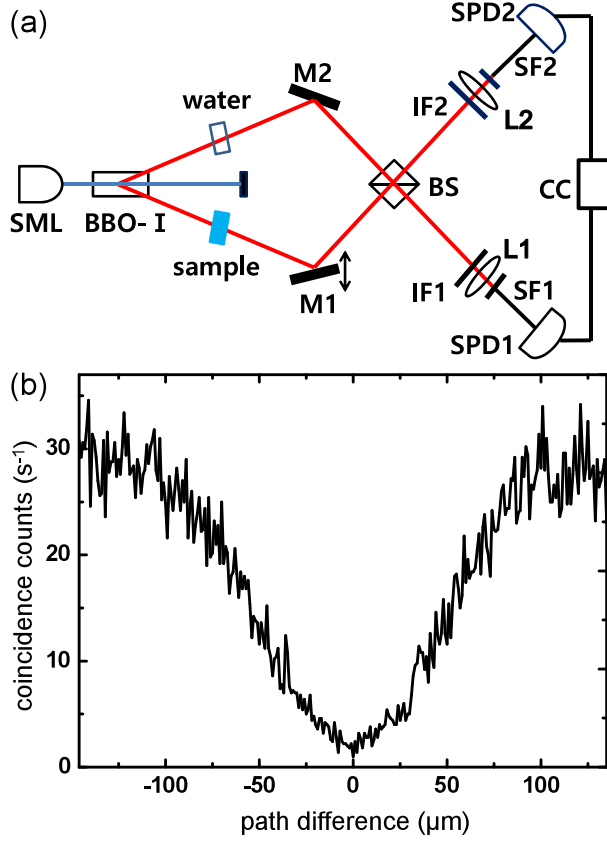 (a)
SPD2
SF2
M2
IF2
L2
water
BS
CC
SML
BBO- I
sample
L1
IF1
SF1
M1
SPD1
(b)
coincidence counts (s⁻¹)
30
20
10
0
-100
-50
0
50
100
path difference (μm)